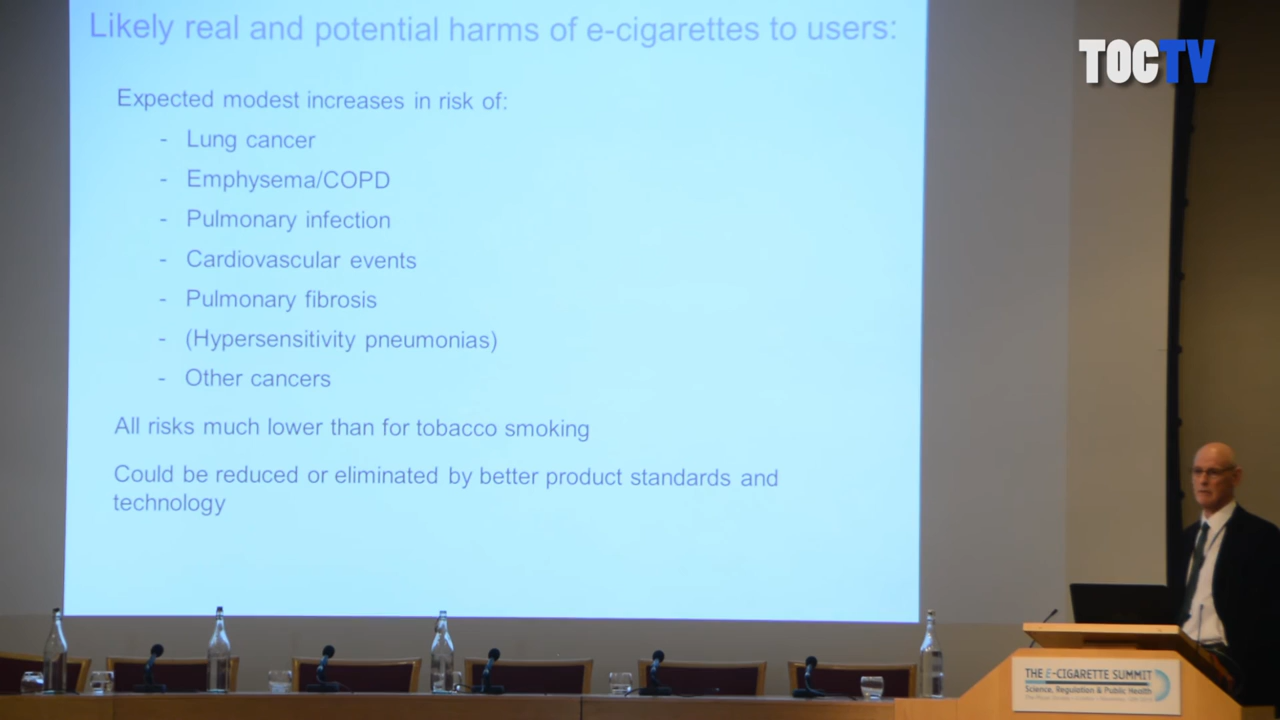 Likely real and potential harms of e-cigarettes to users:
TOCTV
Expected modest increases in risk of:
- Lung cancer
- Emphysema/COPD
- Pulmonary infection
- Cardiovascular events
- Pulmonary fibrosis
- (Hypersensitivity pneumonias)
- Other cancers
All risks much lower than for tobacco smoking
Could be reduced or eliminated by better product standards and
technology
THE E-CIGARETTE SUMMIT
Science, Regulation & Public Health